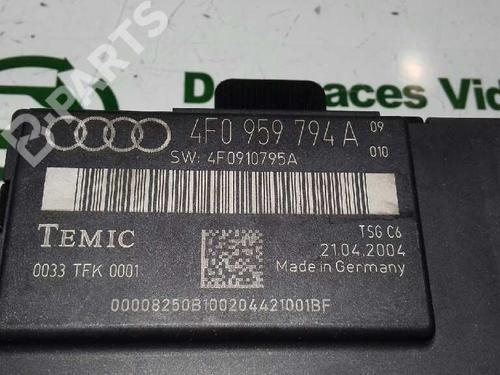 B-PARTS
Desguaces Vide
4F0 959 794 A 09
010
SW: 4F0910795A
TEMIC
TSG C6
21.04.2004
0033 TFK 0001
Made in Germany
00008250B100204421001BF